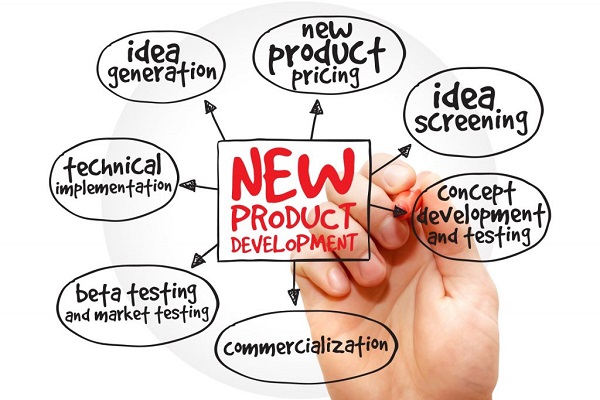 idea
generation
new
product
pricing
idea
screening
technical
implementation
NEW
PRODUCT
DEVELOPMENT
concept
development
and testing
beta testing
and market testing
commercialization